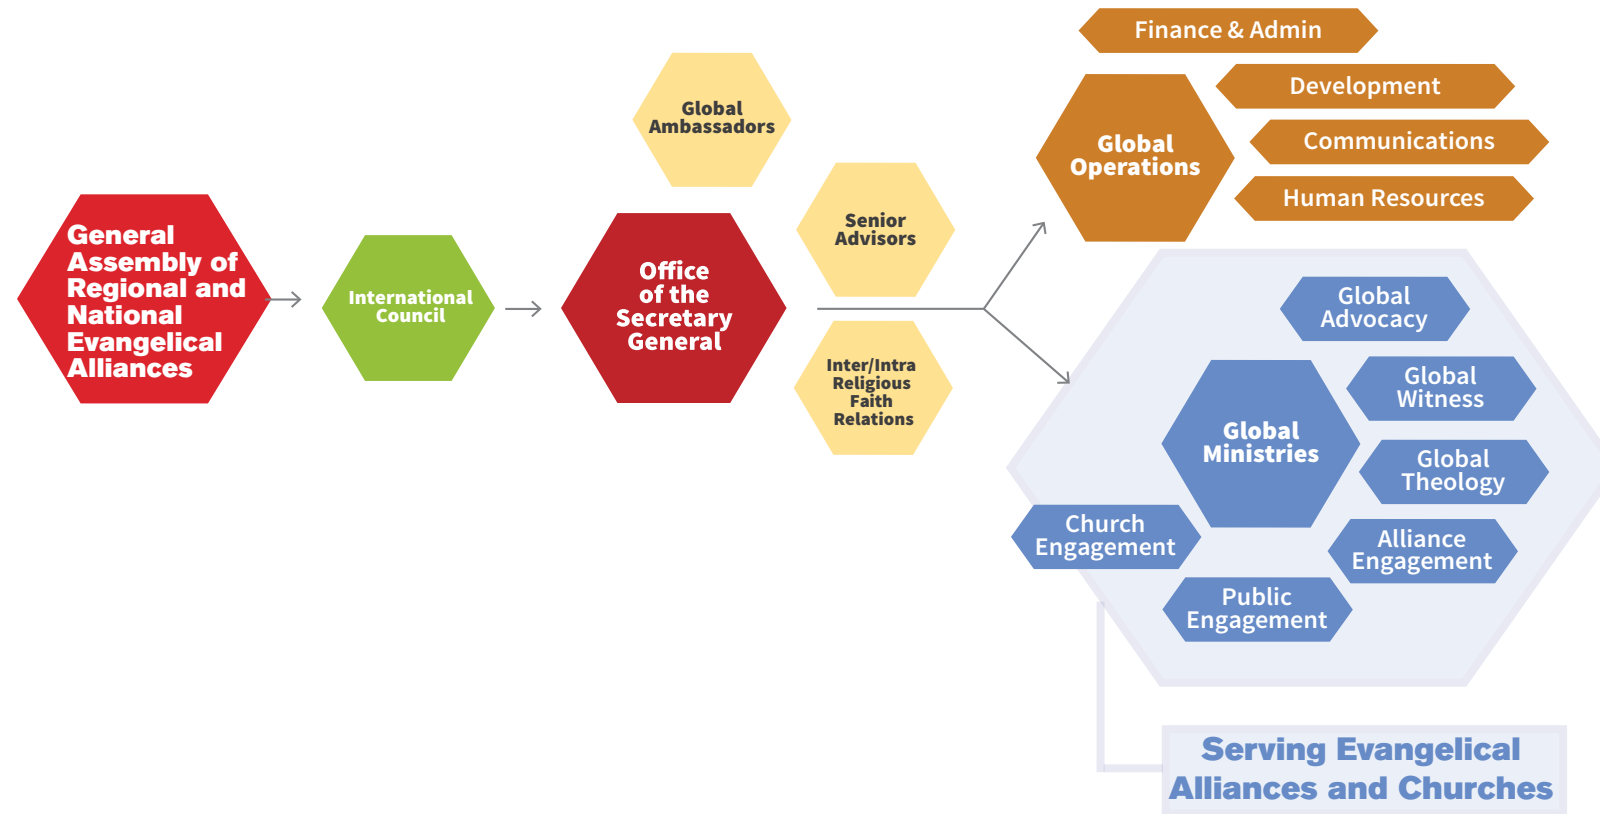 General
Assembly of
Regional and
National
Evangelical
Alliances
International
Council
Office
of the
Secretary
General
Global
Ambassadors
Senior
Advisors
Inter/Intra
Religious
Faith
Relations
Global
Operations
Finance & Admin
Development
Communications
Human Resources
Global
Ministries
Global
Advocacy
Global
Witness
Global
Theology
Alliance
Engagement
Public
Engagement
Church
Engagement
Serving Evangelical
Alliances and Churches